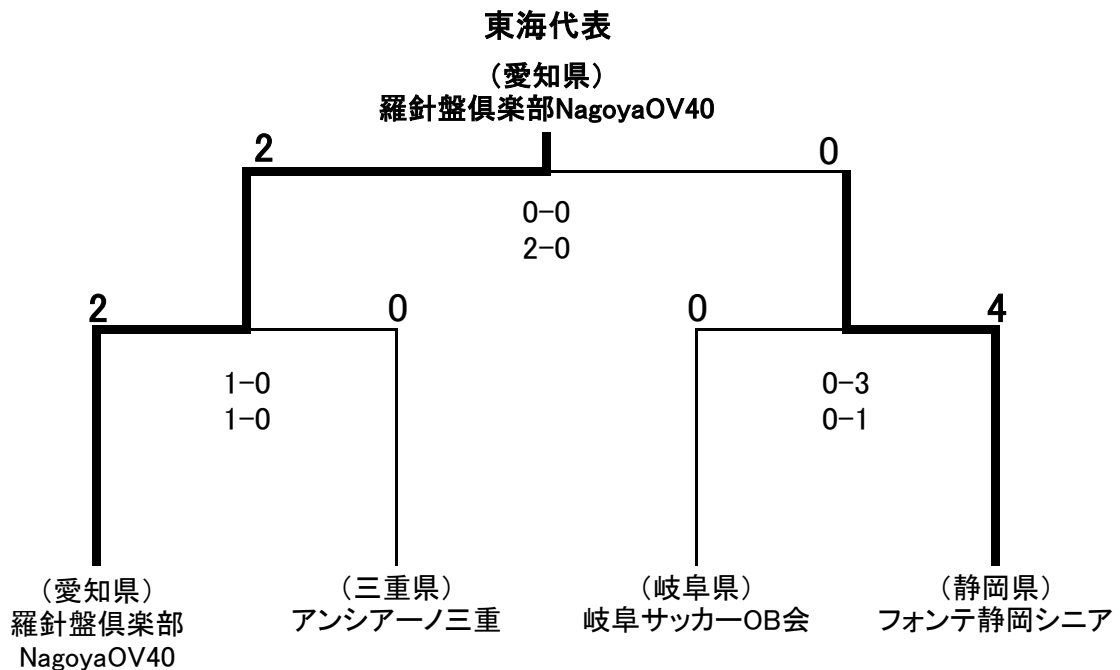 東海代表
（愛知県）
羅針盤倶楽部NagoyaOV40
2 0
0-0
2-0
2 0 0 4
1-0 0-3
1-0 0-1
（愛知県） （三重県） （岐阜県） （静岡県）
羅針盤倶楽部 アンシアーノ三重 岐阜サッカーOB会 フォンテ静岡シニア
NagoyaOV40